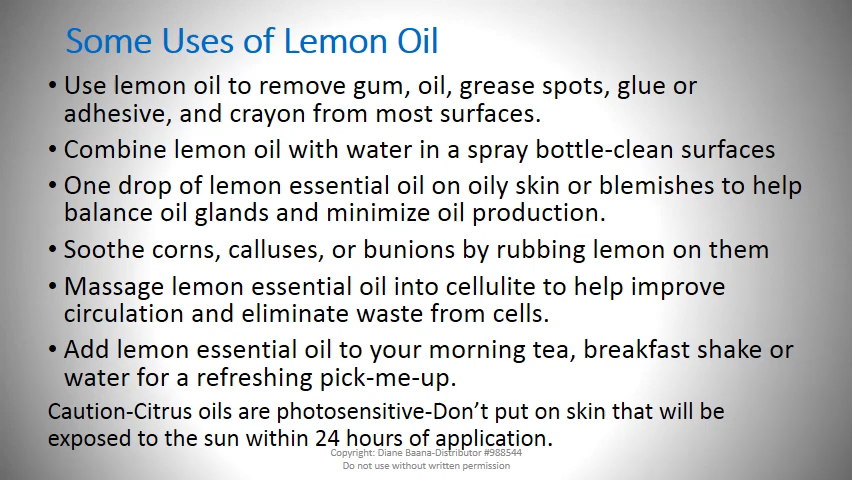 Some Uses of Lemon Oil
• Use lemon oil to remove gum, oil, grease spots, glue or
adhesive, and crayon from most surfaces.
• Combine lemon oil with water in a spray bottle-clean surfaces
• One drop of lemon essential oil on oily skin or blemishes to help
balance oil glands and minimize oil production.
• Soothe corns, calluses, or bunions by rubbing lemon on them
• Massage lemon essential oil into cellulite to help improve
circulation and eliminate waste from cells.
• Add lemon essential oil to your morning tea, breakfast shake or
water for a refreshing pick-me-up.
Caution-Citrus oils are photosensitive-Don’t put on skin that will be
exposed to the sun within 24 hours of application.
Copyright: Diane Baana-Distributor #988544
Do not use without written permission